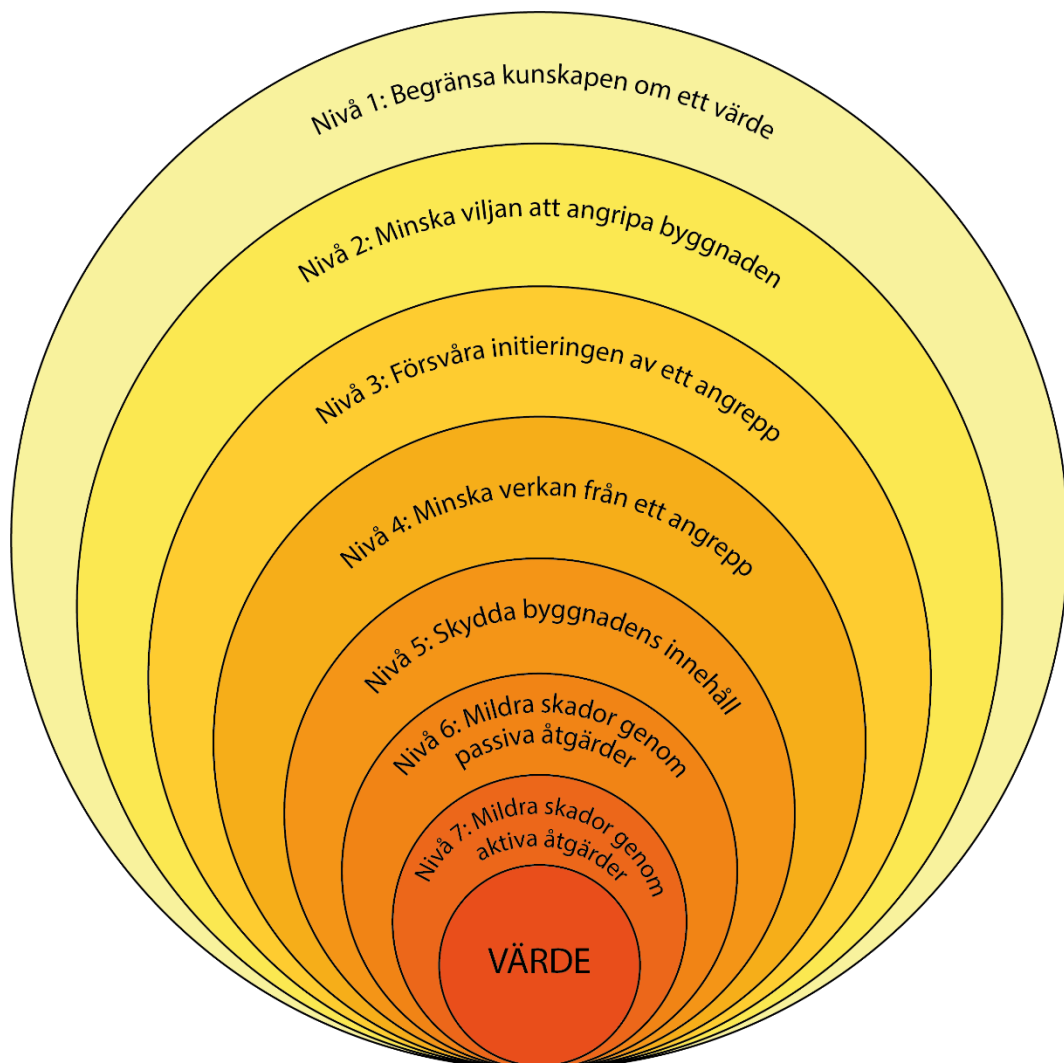 Nivå 1: Begränsa kunskapen om ett värde
Nivå 2: Minska viljan att angripa byggnaden
Nivå 3: Försvåra initieringen av ett angrepp
Nivå 4: Minska verkan från ett angrepp
Nivå 5: Skydda byggnadens innehåll
Nivå 6: Mildra skador genom
passiva åtgärder
Nivå 7: Mildra skador genom
aktiva åtgärder
VÄRDE